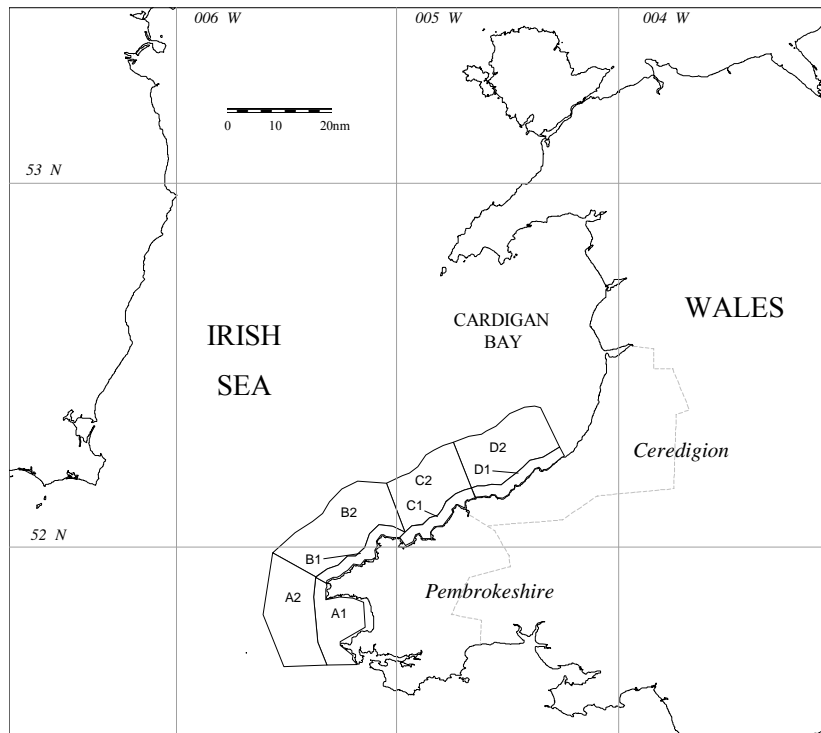 006 W
005 W
004 W
0 10 20nm
53 N
IRISH
SEA
CARDIGAN
BAY
WALES
Ceredigion
D2
D1
C2
C1
B2
B1
52 N
A2
A1
Pembrokeshire